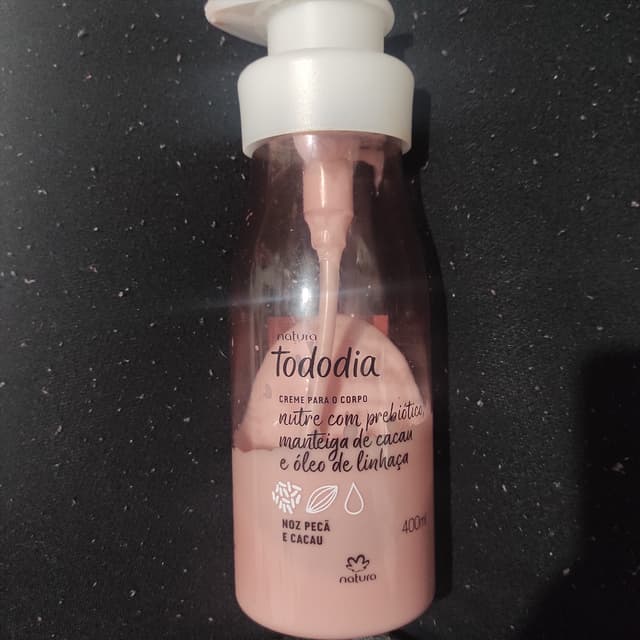 natura
tododia
CREME PARA O CORPO
nutre com prebiótico,
manteiga de cacau
e óleo de linhaça
NOZ PECÃ
E CACAU
400ml
natura